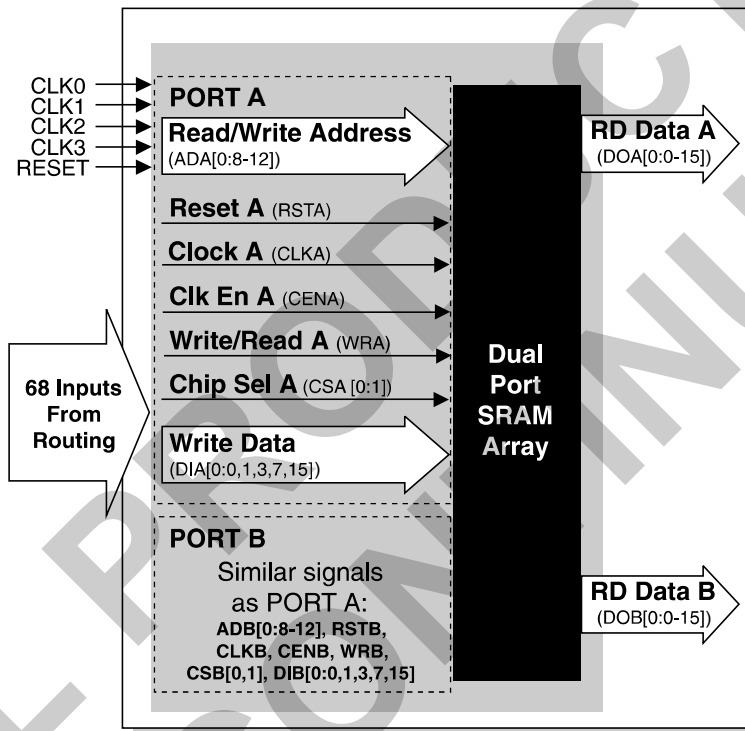 CLK0
CLK1
CLK2
CLK3
RESET
PORT A
Read/Write Address
(ADA[0:8-12])
Reset A (RSTA)
Clock A (CLKA)
Clk En A (CENA)
Write/Read A (WRA)
Chip Sel A (CSA [0:1])
Write Data
(DIA[0:0,1,3,7,15])
68 Inputs
From
Routing
PORT B
Similar signals
as PORT A:
ADB[0:8-12], RSTB,
CLKB, CENB, WRB,
CSB[0,1], DIB[0:0,1,3,7,15]
Dual
Port
SRAM
Array
RD Data A
(DOA[0:0-15])
RD Data B
(DOB[0:0-15])